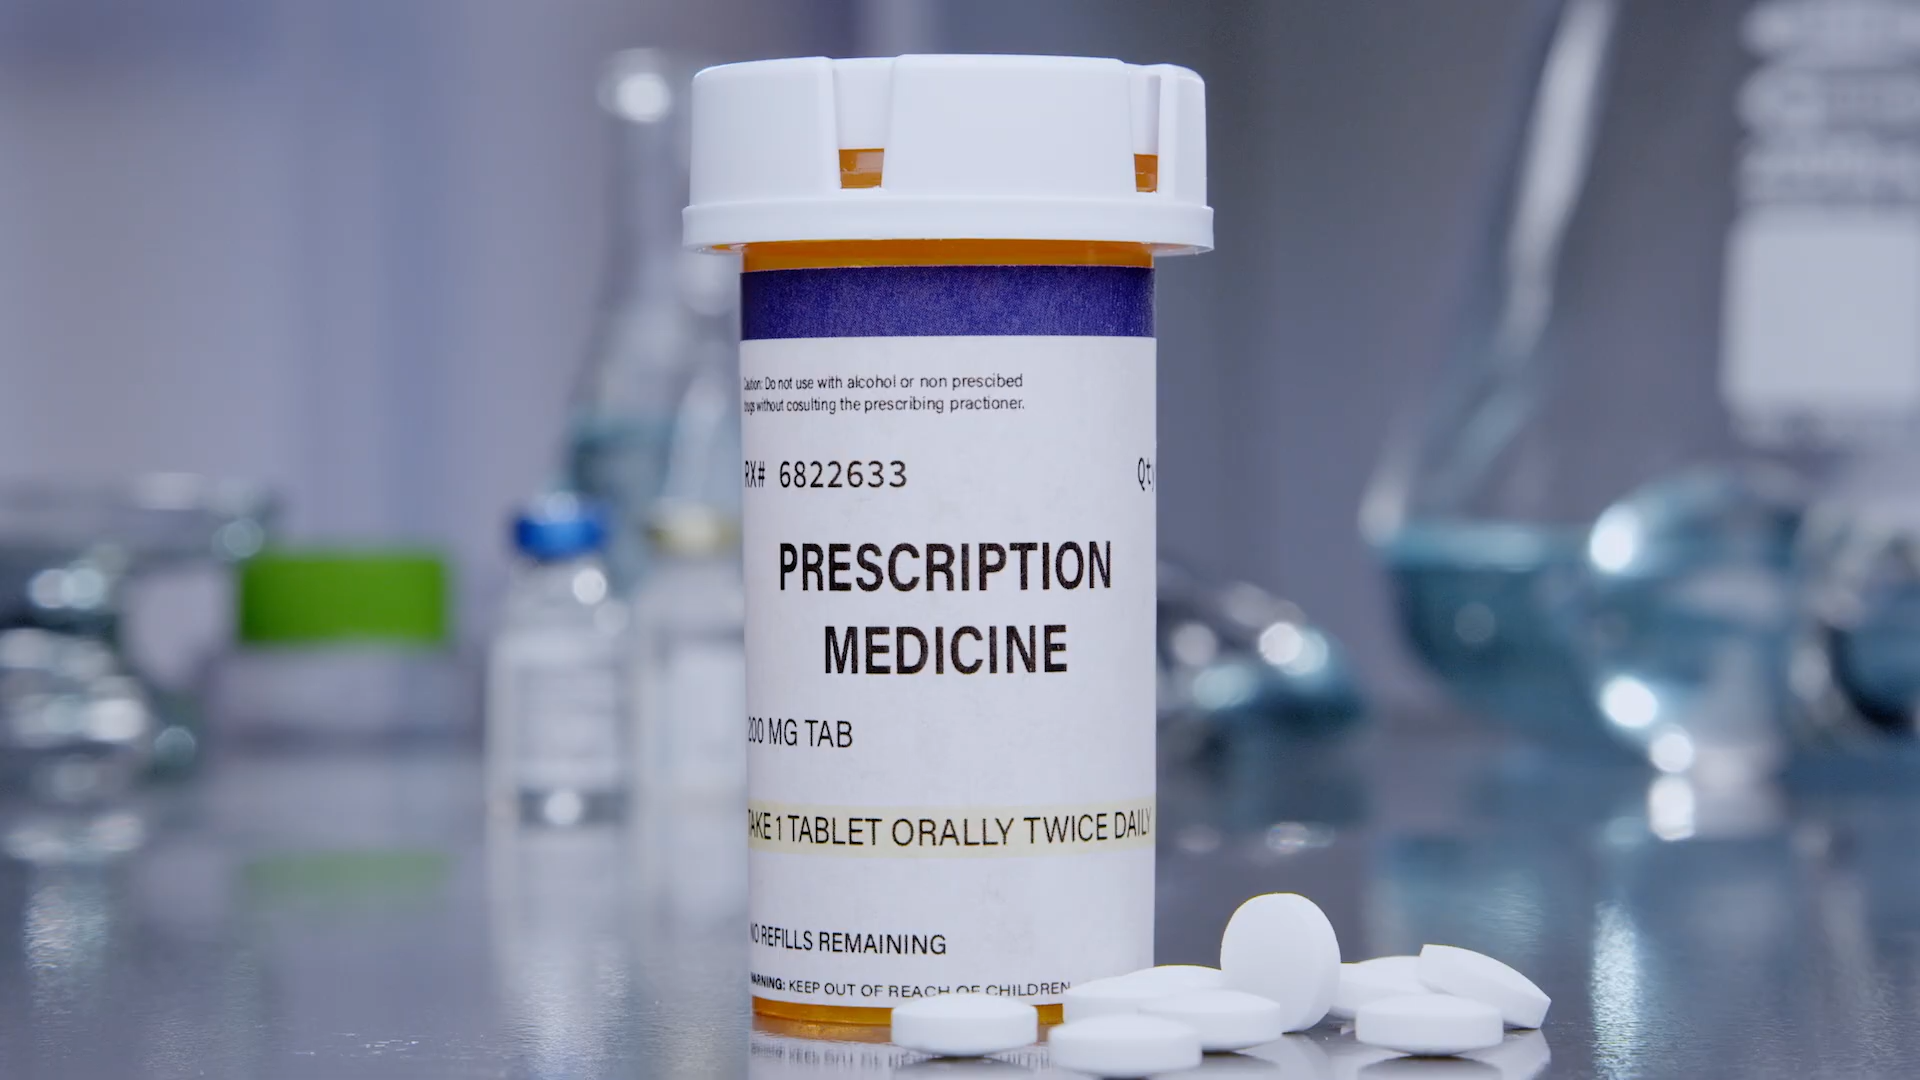 Caution: Do not use with alcohol or non prescibed
drugs without cosulting the prescribing practioner.
RX# 6822633 Qty
PRESCRIPTION
MEDICINE
200 MG TAB
TAKE 1 TABLET ORALLY TWICE DAILY
NO REFILLS REMAINING
WARNING: KEEP OUT OF REACH OF CHILDREN